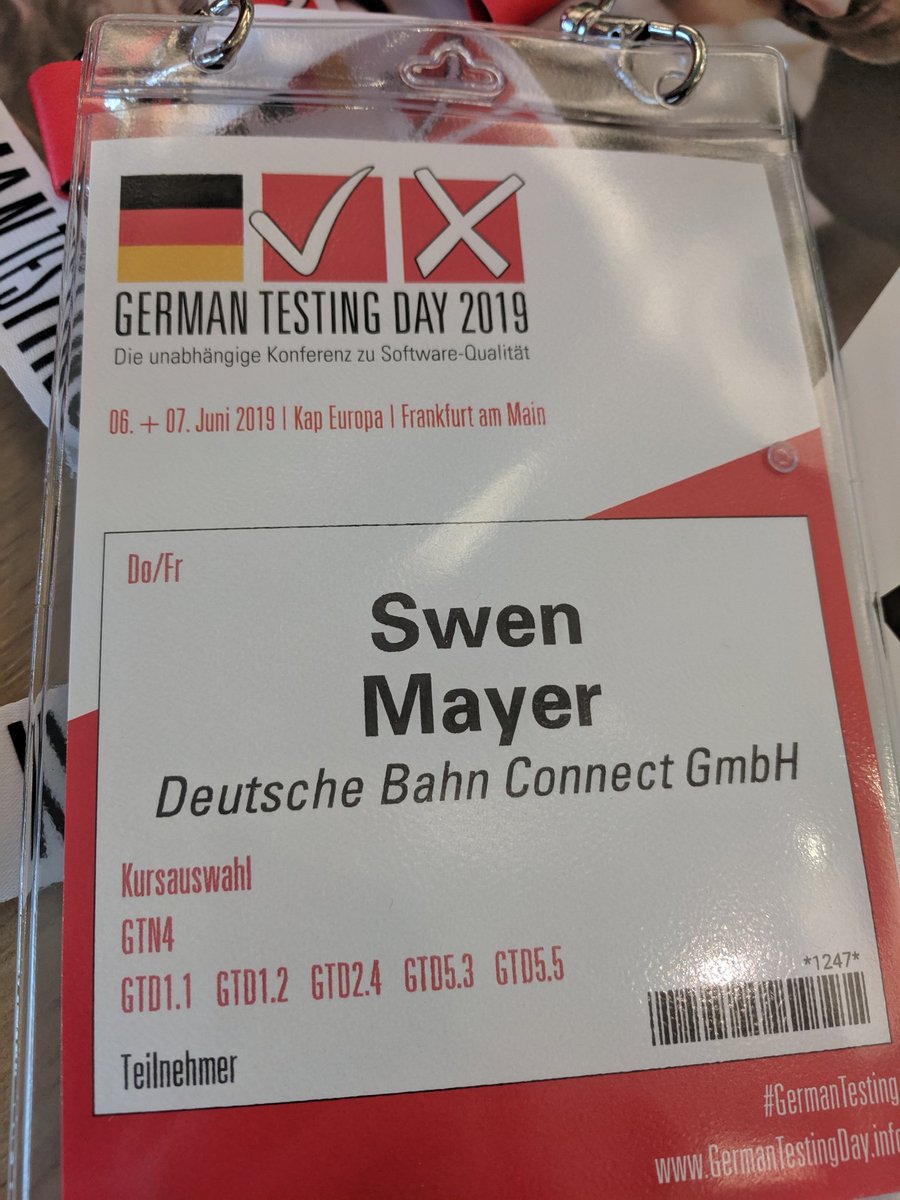 GERMAN TESTING DAY 2019
Die unabhängige Konferenz zu Software-Qualität
06. + 07. Juni 2019 | Kap Europa | Frankfurt am Main
Do/Fr
Swen
Mayer
Deutsche Bahn Connect GmbH
Kursauswahl
GTN4
GTD1.1 GTD1.2 GTD2.4 GTD5.3 GTD5.5
*1247*
Teilnehmer
#GermanTesting
www.GermanTestingDay.info